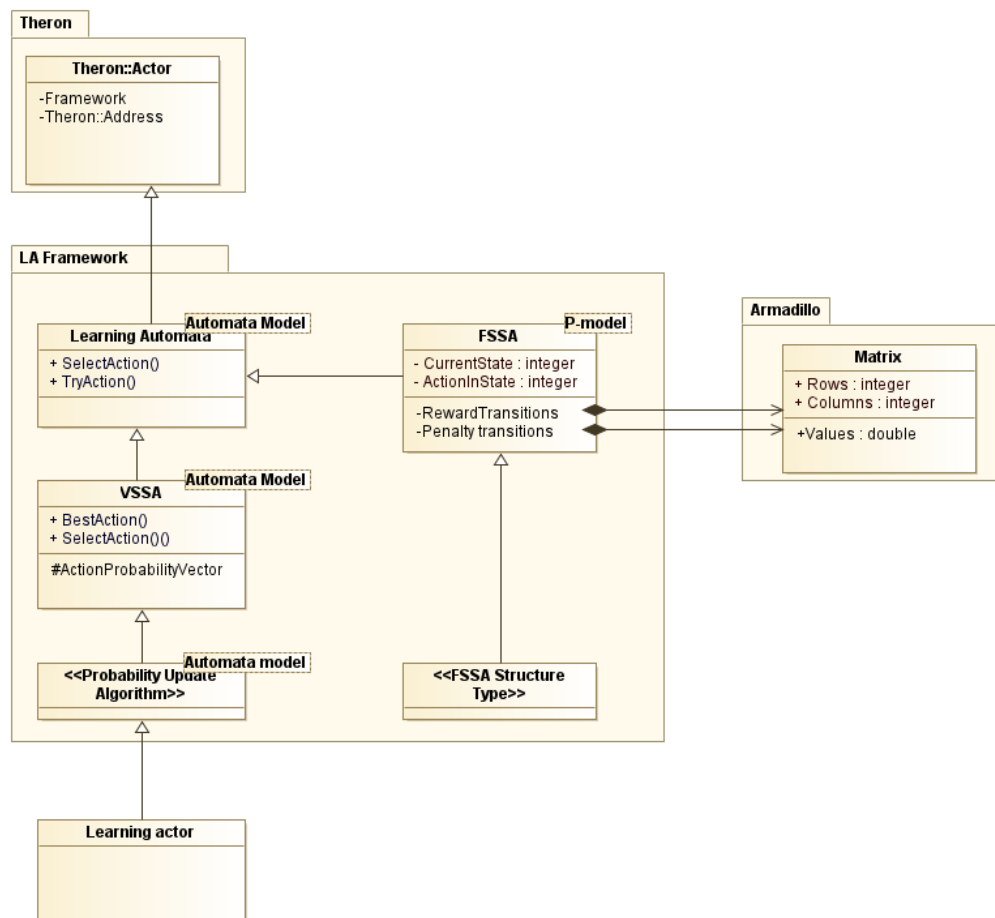 Theron
Theron::Actor
-Framework
-Theron::Address
LA Framework
Automata Model
Learning Automata
+ SelectAction()
+ TryAction()
P-model
FSSA
- CurrentState : integer
- ActionInState : integer
-RewardTransitions
-Penalty transitions
Armadillo
Matrix
+ Rows : integer
+ Columns : integer
+Values : double
Automata Model
VSSA
+ BestAction()
+ SelectAction()()
#ActionProbabilityVector
Automata model
<<Probability Update
Algorithm>>
<<FSSA Structure
Type>>
Learning actor